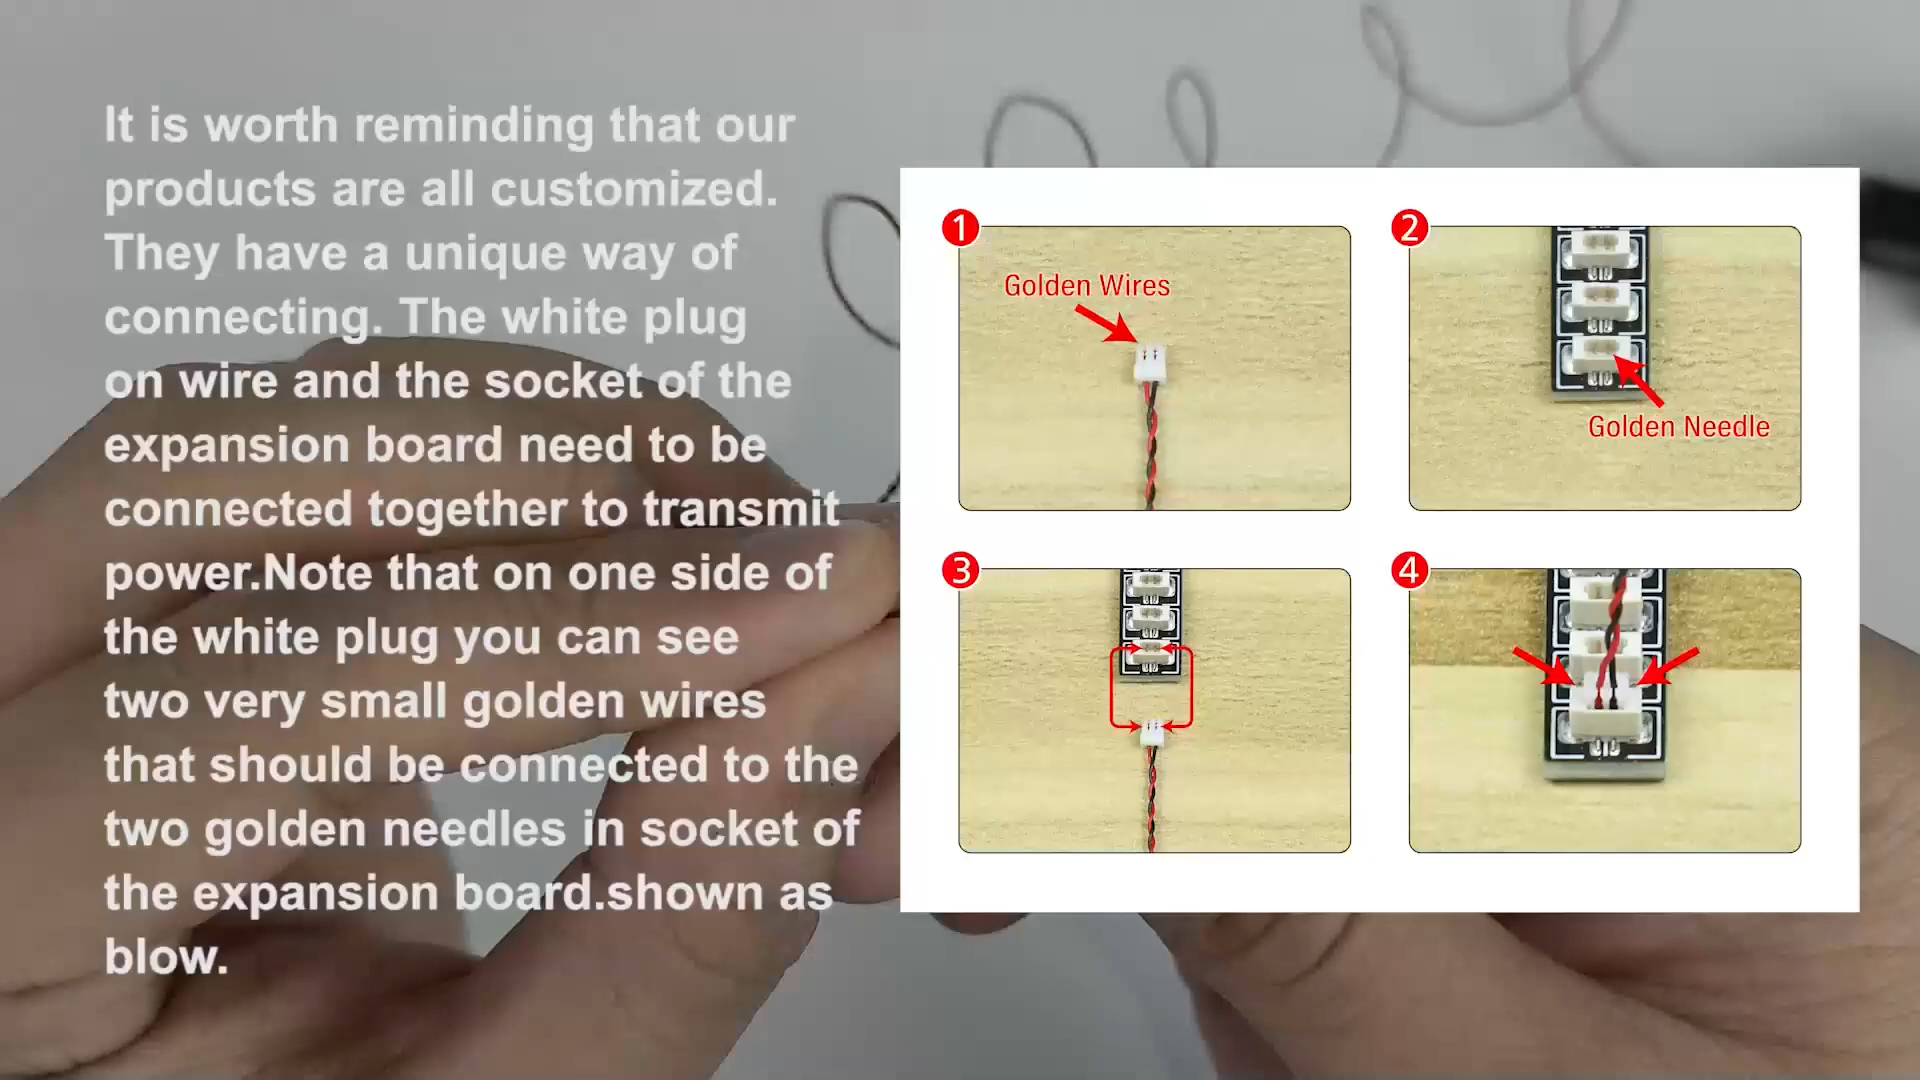 It is worth reminding that our
products are all customized.
They have a unique way of
connecting. The white plug
on wire and the socket of the
expansion board need to be
connected together to transmit
power.Note that on one side of
the white plug you can see
two very small golden wires
that should be connected to the
two golden needles in socket of
the expansion board.shown as
blow.
1
Golden Wires
2
Golden Needle
3
4